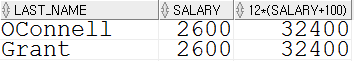 LAST_NAME SALARY 12*(SALARY+100)
OConnell 2600 32400
Grant 2600 32400